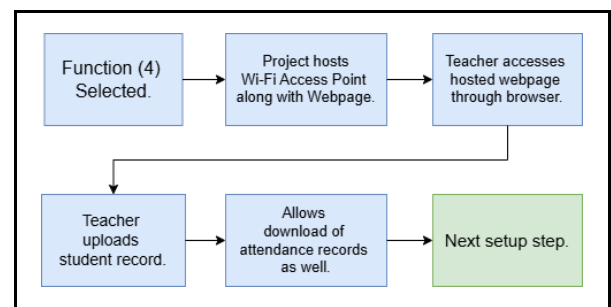 Function (4)
Selected.
Project hosts
Wi-Fi Access Point
along with Webpage.
Teacher accesses
hosted webpage
through browser.
Teacher
uploads
student record.
Allows
download of
attendance records
as well.
Next setup step.